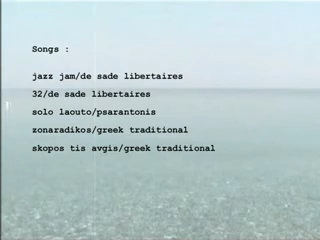 Songs :
jazz jam/de sade libertaires
32/de sade libertaires
solo laouto/psarantonis
zonaradikos/greek traditional
skopos tis avgis/greek traditional